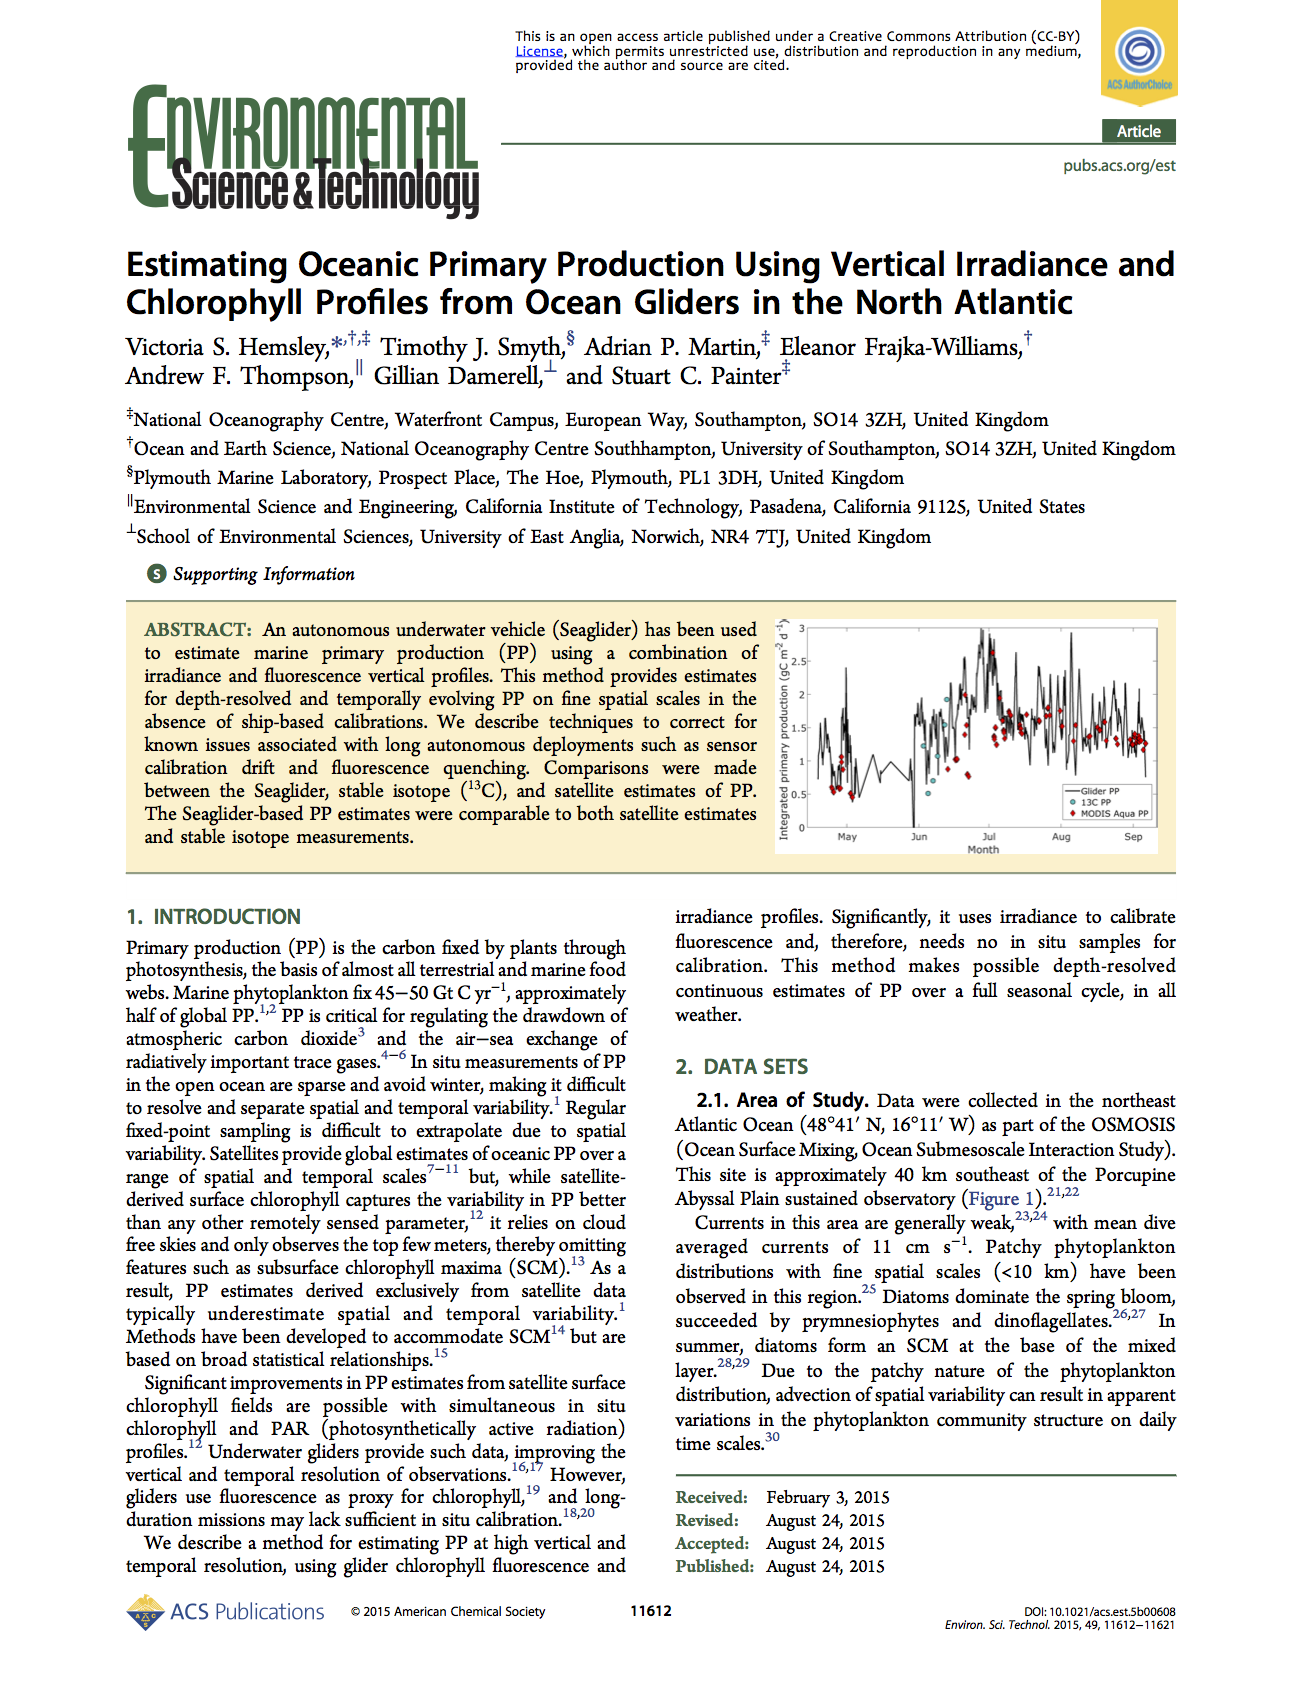 This is an open access article published under a Creative Commons Attribution (CC-BY)
License, which permits unrestricted use, distribution and reproduction in any medium,
provided the author and source are cited.
ACS AuthorChoice
ENVIRONMENTAL
Science & Technology
Article
pubs.acs.org/est
Estimating Oceanic Primary Production Using Vertical Irradiance and
Chlorophyll Profiles from Ocean Gliders in the North Atlantic
Victoria S. Hemsley,*,†,‡ Timothy J. Smyth,§ Adrian P. Martin,‡ Eleanor Frajka-Williams,†
Andrew F. Thompson,∥ Gillian Damerell,⊥ and Stuart C. Painter‡
‡National Oceanography Centre, Waterfront Campus, European Way, Southampton, SO14 3ZH, United Kingdom
†Ocean and Earth Science, National Oceanography Centre Southhampton, University of Southampton, SO14 3ZH, United Kingdom
§Plymouth Marine Laboratory, Prospect Place, The Hoe, Plymouth, PL1 3DH, United Kingdom
∥Environmental Science and Engineering, California Institute of Technology, Pasadena, California 91125, United States
⊥School of Environmental Sciences, University of East Anglia, Norwich, NR4 7TJ, United Kingdom
S Supporting Information
ABSTRACT: An autonomous underwater vehicle (Seaglider) has been used
to estimate marine primary production (PP) using a combination of
irradiance and fluorescence vertical profiles. This method provides estimates
for depth-resolved and temporally evolving PP on fine spatial scales in the
absence of ship-based calibrations. We describe techniques to correct for
known issues associated with long autonomous deployments such as sensor
calibration drift and fluorescence quenching. Comparisons were made
between the Seaglider, stable isotope (13C), and satellite estimates of PP.
The Seaglider-based PP estimates were comparable to both satellite estimates
and stable isotope measurements.
Integrated primary production (gC m-2 d-1)
3
2.5
2
1.5
1
0.5
0
Glider PP
13C PP
MODIS Aqua PP
May Jun Jul Aug Sep
Month
1. INTRODUCTION
Primary production (PP) is the carbon fixed by plants through
photosynthesis, the basis of almost all terrestrial and marine food
webs. Marine phytoplankton fix 45−50 Gt C yr−1, approximately
half of global PP.1,2 PP is critical for regulating the drawdown of
atmospheric carbon dioxide3 and the air−sea exchange of
radiatively important trace gases.4−6 In situ measurements of PP
in the open ocean are sparse and avoid winter, making it difficult
to resolve and separate spatial and temporal variability.1 Regular
fixed-point sampling is difficult to extrapolate due to spatial
variability. Satellites provide global estimates of oceanic PP over a
range of spatial and temporal scales7−11 but, while satellite-
derived surface chlorophyll captures the variability in PP better
than any other remotely sensed parameter,12 it relies on cloud
free skies and only observes the top few meters, thereby omitting
features such as subsurface chlorophyll maxima (SCM).13 As a
result, PP estimates derived exclusively from satellite data
typically underestimate spatial and temporal variability.1
Methods have been developed to accommodate SCM14 but are
based on broad statistical relationships.15
Significant improvements in PP estimates from satellite surface
chlorophyll fields are possible with simultaneous in situ
chlorophyll and PAR (photosynthetically active radiation)
profiles.12 Underwater gliders provide such data, improving the
vertical and temporal resolution of observations.16,17 However,
gliders use fluorescence as proxy for chlorophyll,19 and long-
duration missions may lack sufficient in situ calibration.18,20
We describe a method for estimating PP at high vertical and
temporal resolution, using glider chlorophyll fluorescence and
irradiance profiles. Significantly, it uses irradiance to calibrate
fluorescence and, therefore, needs no in situ samples for
calibration. This method makes possible depth-resolved
continuous estimates of PP over a full seasonal cycle, in all
weather.
2. DATA SETS
2.1. Area of Study. Data were collected in the northeast
Atlantic Ocean (48°41′ N, 16°11′ W) as part of the OSMOSIS
(Ocean Surface Mixing, Ocean Submesoscale Interaction Study).
This site is approximately 40 km southeast of the Porcupine
Abyssal Plain sustained observatory (Figure 1).21,22
Currents in this area are generally weak,23,24 with mean dive
averaged currents of 11 cm s−1. Patchy phytoplankton
distributions with fine spatial scales (<10 km) have been
observed in this region.25 Diatoms dominate the spring bloom,
succeeded by prymnesiophytes and dinoflagellates.26,27 In
summer, diatoms form an SCM at the base of the mixed
layer.28,29 Due to the patchy nature of the phytoplankton
distribution, advection of spatial variability can result in apparent
variations in the phytoplankton community structure on daily
time scales.30
Received: February 3, 2015
Revised: August 24, 2015
Accepted: August 24, 2015
Published: August 24, 2015
ACS Publications
© 2015 American Chemical Society
11612
DOI: 10.1021/acs.est.5b00608
Environ. Sci. Technol. 2015, 49, 11612−11621